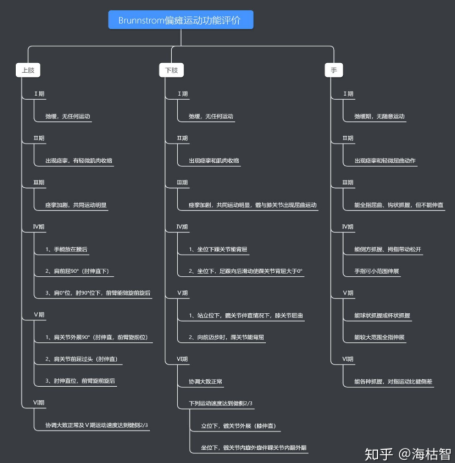 Brunnstrom偏瘫运动功能评价
上肢
Ⅰ期
弛缓，无任何运动
Ⅱ期
出现痉挛，有轻微肌肉收缩
Ⅲ期
痉挛加剧，共同运动明显
Ⅳ期
1、手能放在腰后
2、肩前屈90°（肘伸直下）
3、肩0°位，肘90°位下，前臂能做旋前旋后
Ⅴ期
1、肩关节外展90°（肘伸直，前臂旋前位）
2、肩关节前屈过头（肘伸直）
3、肘伸直位，前臂旋前旋后
Ⅵ期
协调大致正常及Ⅴ期运动速度达到健侧2/3
下肢
Ⅰ期
弛缓，无任何运动
Ⅱ期
出现痉挛和肌肉收缩
Ⅲ期
痉挛加剧，共同运动明显，髋与膝关节出现屈曲运动
Ⅳ期
1、坐位下踝关节能背屈
2、坐位下，足跟向后滑动使膝关节背屈大于0°
Ⅴ期
1、站立位下，髋关节伸直情况下，膝关节后曲
2、向前迈步时，踝关节能背屈
Ⅵ期
协调大致正常
下列运动速度达到健侧2/3
立位下，髋关节外展（膝伸直）
坐位下，髋关节内旋外旋伴踝关节内翻外翻
手
Ⅰ期
弛缓期，无随意运动
Ⅱ期
出现痉挛和轻微屈曲动作
Ⅲ期
能全指屈曲，钩状抓握，但不能伸直
Ⅳ期
能侧方抓握，拇指带动松开
手指可小范围伸展
Ⅴ期
能球状抓握或杯状抓握
能较大范围全指伸展
Ⅵ期
能各种抓握，对指运动比健侧差
知乎 @海枯智